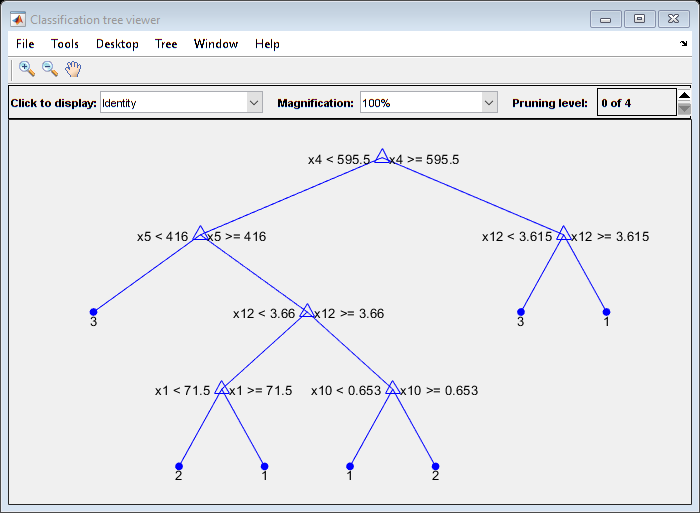 Classification tree viewer
File Tools Desktop Tree Window Help
Click to display: Identity Magnification: 100% Pruning level: 0 of 4
x4 < 595.5 x4 >= 595.5
x5 < 416 x5 >= 416 x12 < 3.615 x12 >= 3.615
3 x12 < 3.66 x12 >= 3.66 3 1
x1 < 71.5 x1 >= 71.5 x10 < 0.653 x10 >= 0.653
2 1 1 2